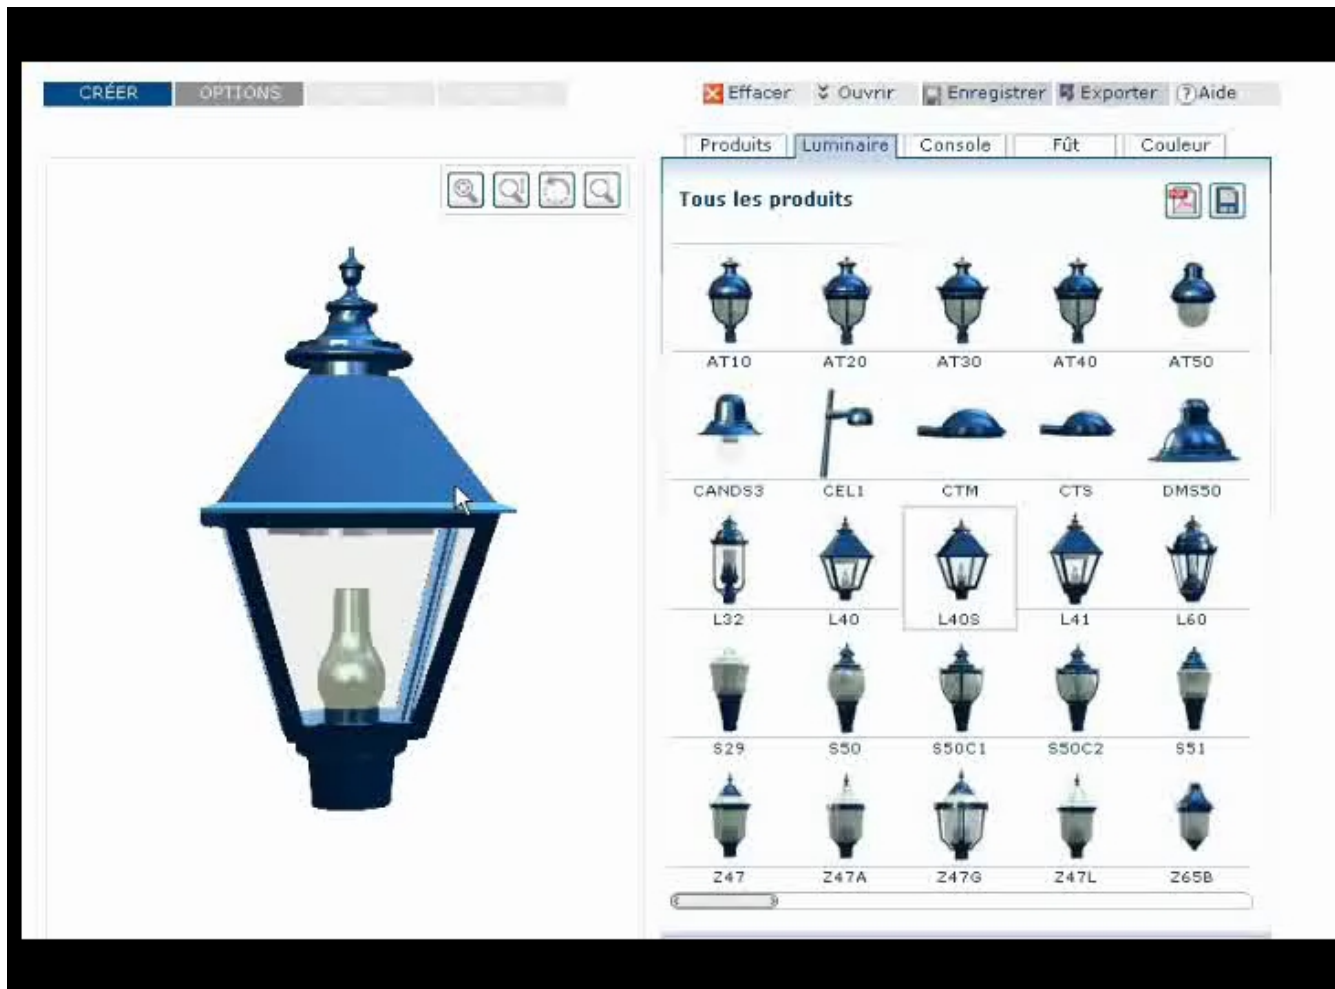 CRÉER OPTIONS
Effacer Ouvrir Enregistrer Exporter ? Aide
Produits Luminaire Console Fût Couleur
Tous les produits
AT10 AT20 AT30 AT40 AT50
CANDS3 CEL1 CTM CTS DMS50
L32 L40 L40S L41 L60
S29 S50 S50C1 S50C2 S51
Z47 Z47A Z47G Z47L Z65B